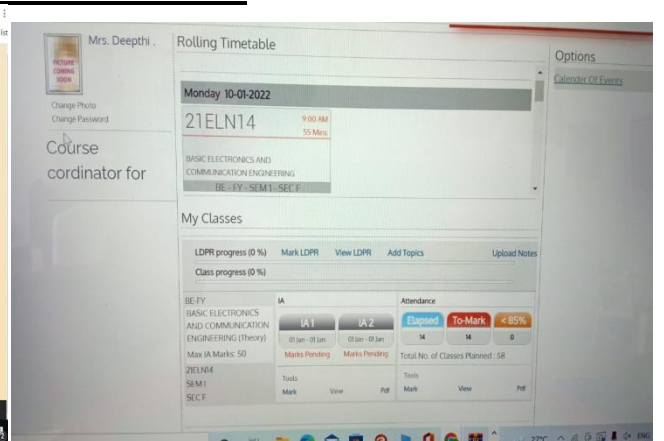 list
Mrs. Deepthi .
PICTURE
COMING
SOON
Change Photo
Change Password
Course
cordinator for
Rolling Timetable
Monday 10-01-2022
21ELN14
9:00 AM
55 Mins
BASIC ELECTRONICS AND
COMMUNICATION ENGINEERING
BE - FY - SEM 1 - SEC F
Options
Calender Of Events
My Classes
LDPR progress (0 %) Mark LDPR View LDPR Add Topics Upload Notes
Class progress (0 %)
BE-FY
BASIC ELECTRONICS
AND COMMUNICATION
ENGINEERING (Theory)
Max IA Marks: 50
21ELN14
SEM I
SEC F
IA
IA 1 IA 2
01 Jan - 01 Jan 01 Jan - 01 Jan
Marks Pending Marks Pending
Tools
Mark View Pdf
Attendance
Elapsed To-Mark < 85%
14 14 0
Total No. of Classes Planned : 58
Tools
Mark View Pdf
27°C ENG